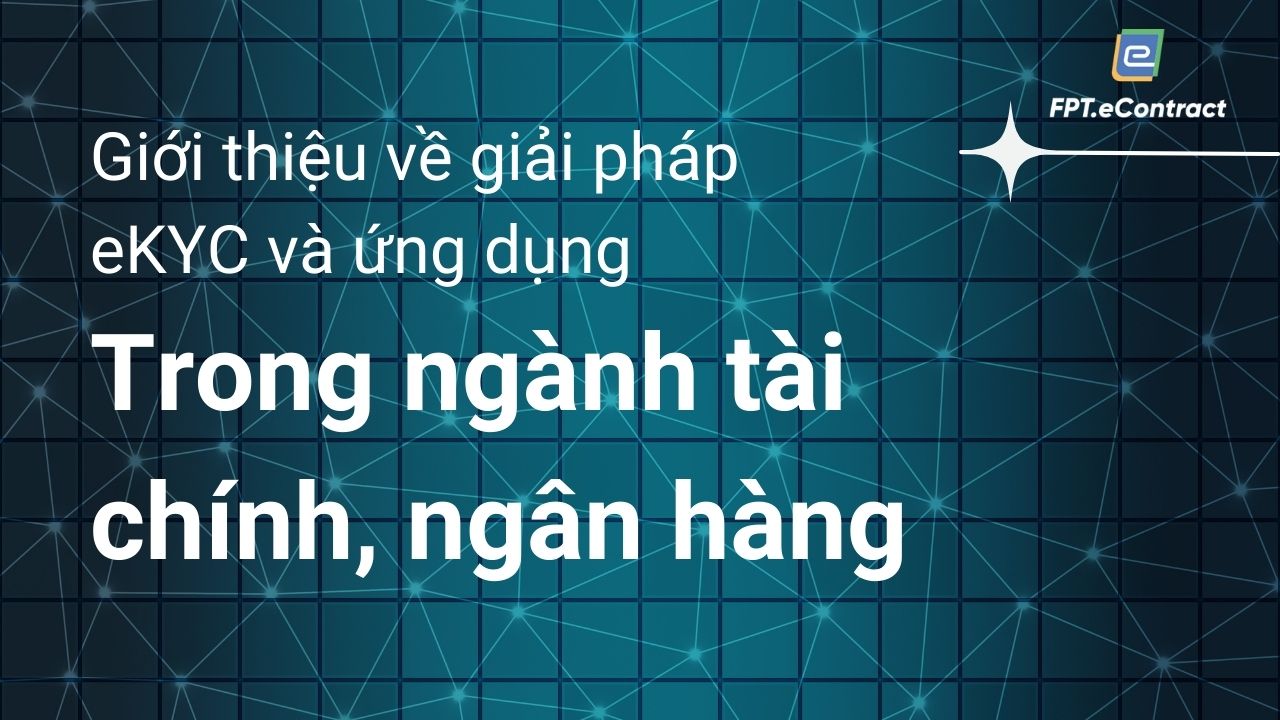 FPT.eContract
Giới thiệu về giải pháp
eKYC và ứng dụng
Trong ngành tài
chính, ngân hàng